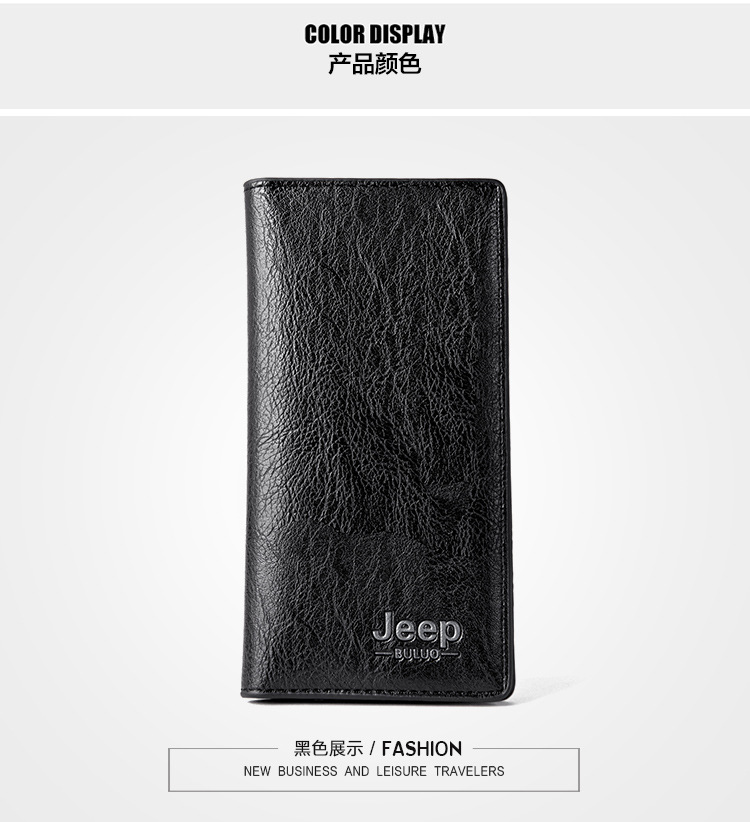 COLOR DISPLAY
产品颜色
Jeep
BULUO
黑色展示 / FASHION
NEW BUSINESS AND LEISURE TRAVELERS